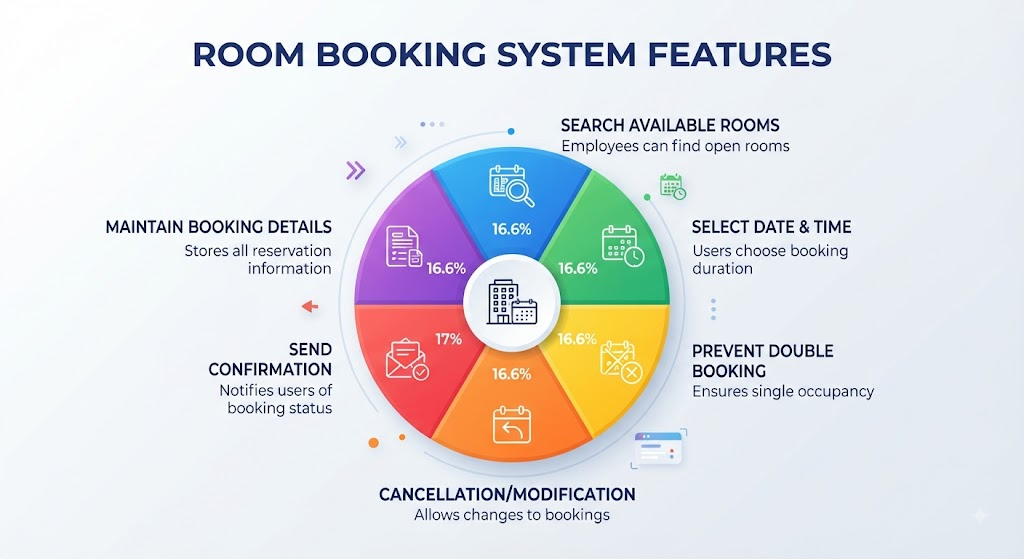 ROOM BOOKING SYSTEM FEATURES
SEARCH AVAILABLE ROOMS
Employees can find open rooms
16.6%
SELECT DATE & TIME
Users choose booking
duration
16.6%
PREVENT DOUBLE
BOOKING
Ensures single occupancy
16.6%
CANCELLATION/MODIFICATION
Allows changes to bookings
16.6%
SEND
CONFIRMATION
Notifies users of
booking status
17%
MAINTAIN BOOKING DETAILS
Stores all reservation
information
16.6%